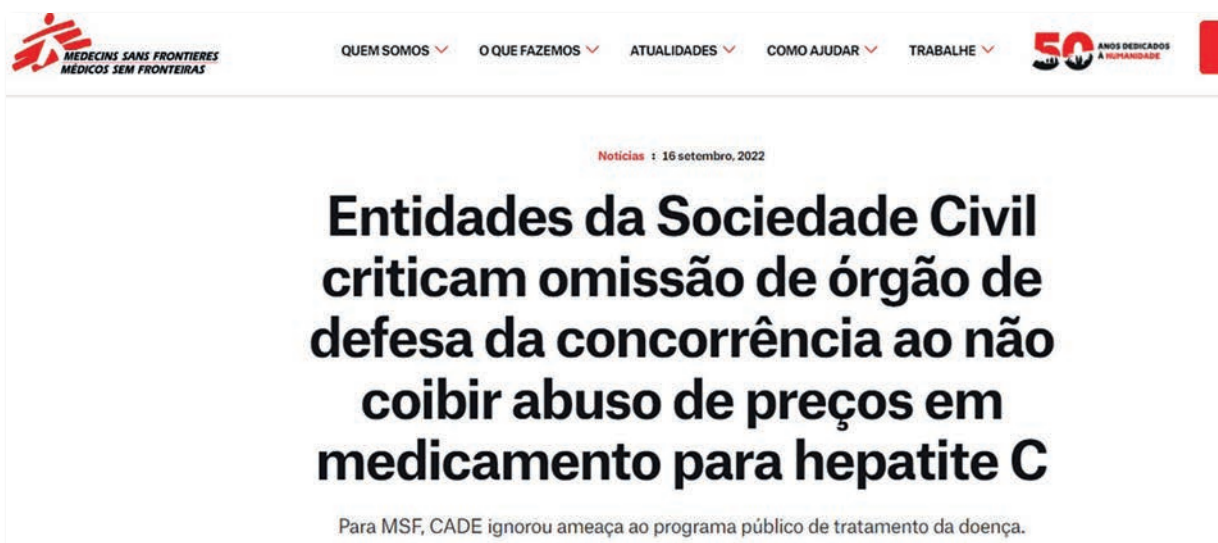 MEDECINS SANS FRONTIERES
MÉDICOS SEM FRONTEIRAS
QUEM SOMOS O QUE FAZEMOS ATUALIDADES COMO AJUDAR TRABALHE
50 ANOS DEDICADOS
À HUMANIDADE
Notícias : 16 setembro, 2022
Entidades da Sociedade Civil
criticam omissão de órgão de
defesa da concorrência ao não
coibir abuso de preços em
medicamento para hepatite C
Para MSF, CADE ignorou ameaça ao programa público de tratamento da doença.